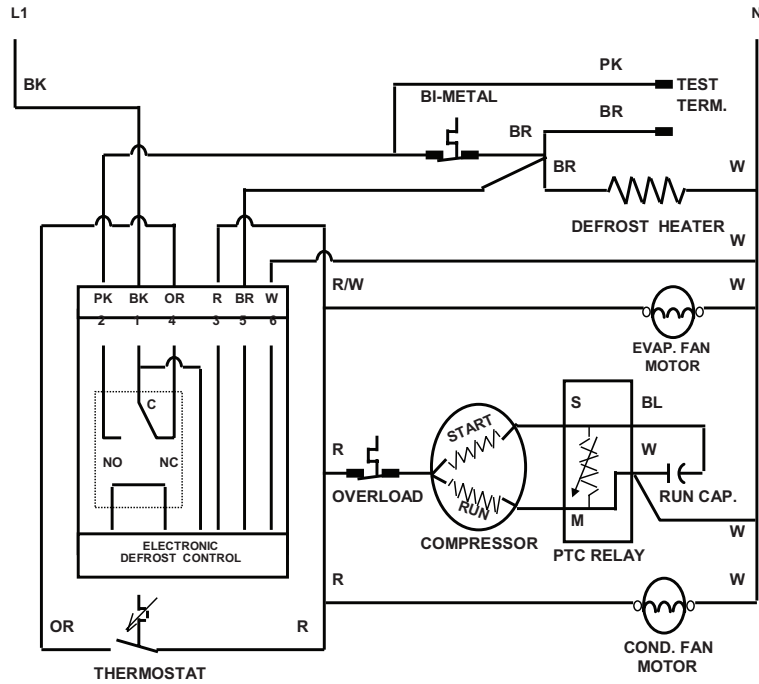 L1
N
BK
PK
TEST
TERM.
BI-METAL
BR
BR
BR
W
DEFROST HEATER
W
R/W
W
PK BK OR R BR W
2 1 4 3 5 6
EVAP. FAN
MOTOR
C
NO NC
S BL
START
R
W
OVERLOAD
RUN
RUN CAP.
M
COMPRESSOR
W
PTC RELAY
ELECTRONIC
DEFROST CONTROL
R
W
OR
R
COND. FAN
MOTOR
THERMOSTAT